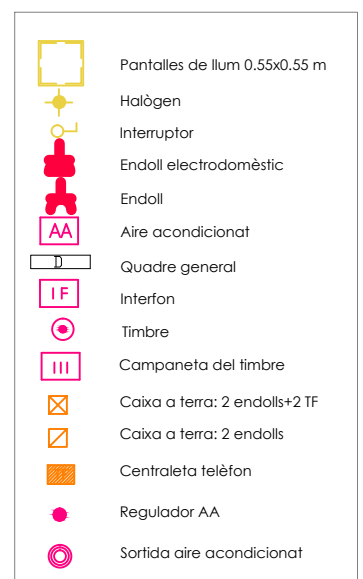 Pantalles de llum 0.55x0.55 m
Halògen
Interruptor
Endoll electrodomèstic
Endoll
AA Aire acondicionat
D Quadre general
IF Interfon
Timbre
III Campaneta del timbre
Caixa a terra: 2 endolls+2 TF
Caixa a terra: 2 endolls
Centraleta telèfon
Regulador AA
Sortida aire acondicionat